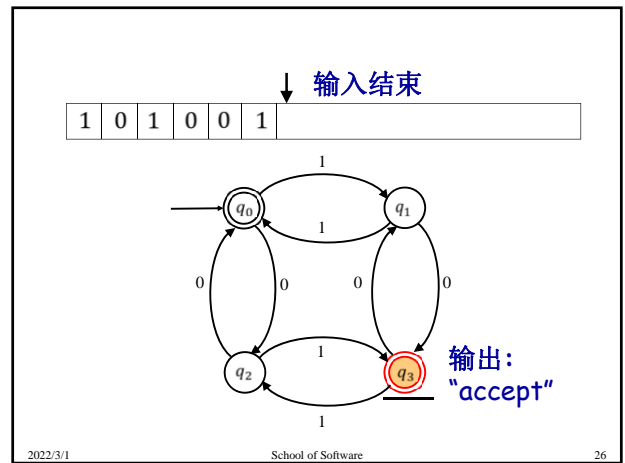 输入结束
1 0 1 0 0 1
1
q0 q1
1
0 0 0 0
1
q2 q3
1
输出:
“accept”
2022/3/1 School of Software 26